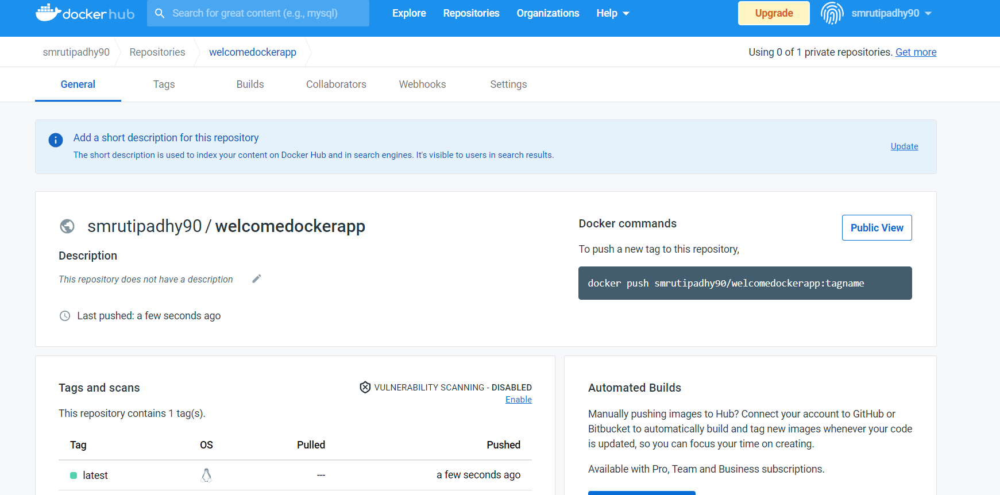 docker hub
Search for great content (e.g., mysql)
Explore
Repositories
Organizations
Help
Upgrade
smrutipadhy90
smrutipadhy90
Repositories
welcomedockerapp
Using 0 of 1 private repositories. Get more
General
Tags
Builds
Collaborators
Webhooks
Settings
Add a short description for this repository
The short description is used to index your content on Docker Hub and in search engines. It's visible to users in search results.
Update
smrutipadhy90 / welcomedockerapp
Description
This repository does not have a description
Last pushed: a few seconds ago
Docker commands
Public View
To push a new tag to this repository,
docker push smrutipadhy90/welcomedockerapp:tagname
Tags and scans
VULNERABILITY SCANNING - DISABLED
Enable
This repository contains 1 tag(s).
Tag OS Pulled Pushed
latest --- a few seconds ago
Automated Builds
Manually pushing images to Hub? Connect your account to GitHub or
Bitbucket to automatically build and tag new images whenever your code
is updated, so you can focus your time on creating.
Available with Pro, Team and Business subscriptions.